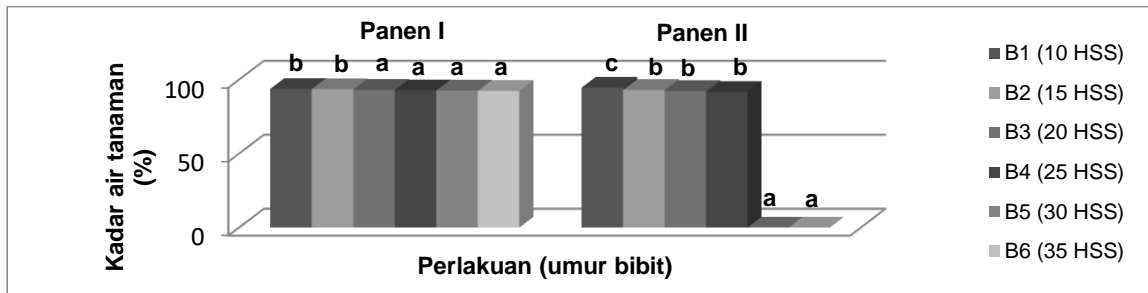 Panen I
Panen II
b b a a a a
c b b b a a
Kadar air tanaman
(%)
100
50
0
Perlakuan (umur bibit)
B1 (10 HSS)
B2 (15 HSS)
B3 (20 HSS)
B4 (25 HSS)
B5 (30 HSS)
B6 (35 HSS)